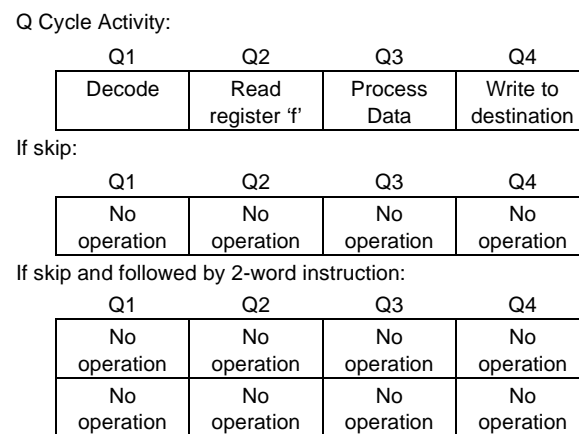 Q Cycle Activity:
Q1 Q2 Q3 Q4
Decode Read Process Write to
register ‘f’ Data destination
If skip:
Q1 Q2 Q3 Q4
No No No No
operation operation operation operation
If skip and followed by 2-word instruction:
Q1 Q2 Q3 Q4
No No No No
operation operation operation operation
No No No No
operation operation operation operation